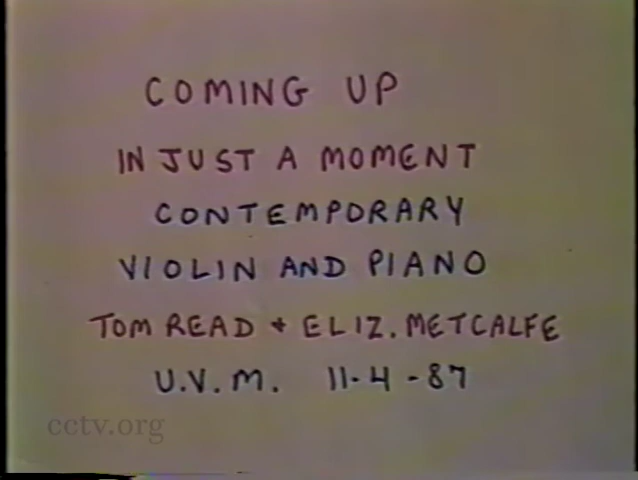 COMING UP
IN JUST A MOMENT
CONTEMPORARY
VIOLIN AND PIANO
TOM READ + ELIZ. METCALFE
U.V.M. 11-4-87
cctv.org